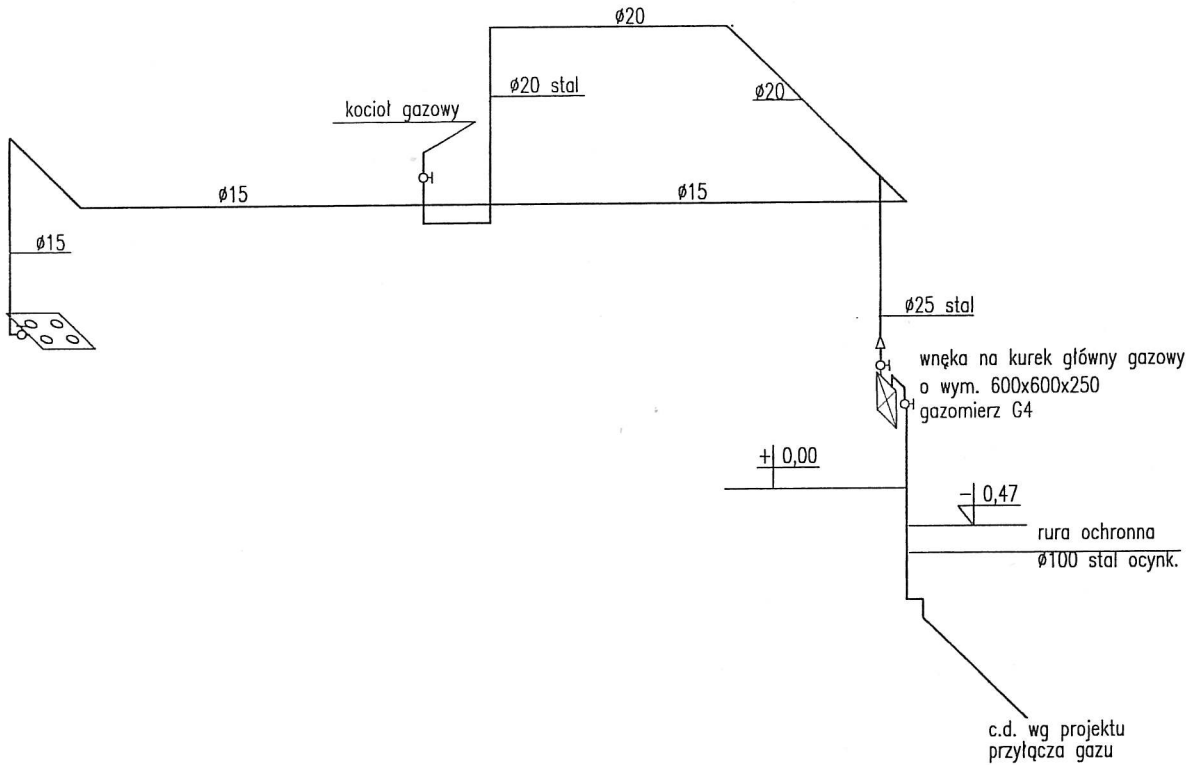 ø20
ø20 stal
ø20
kocioł gazowy
ø15
ø15
ø15
ø25 stal
wnęka na kurek główny gazowy
o wym. 600x600x250
gazomierz G4
+ 0,00
- 0,47
rura ochronna
ø100 stal ocynk.
c.d. wg projektu
przyłącza gazu